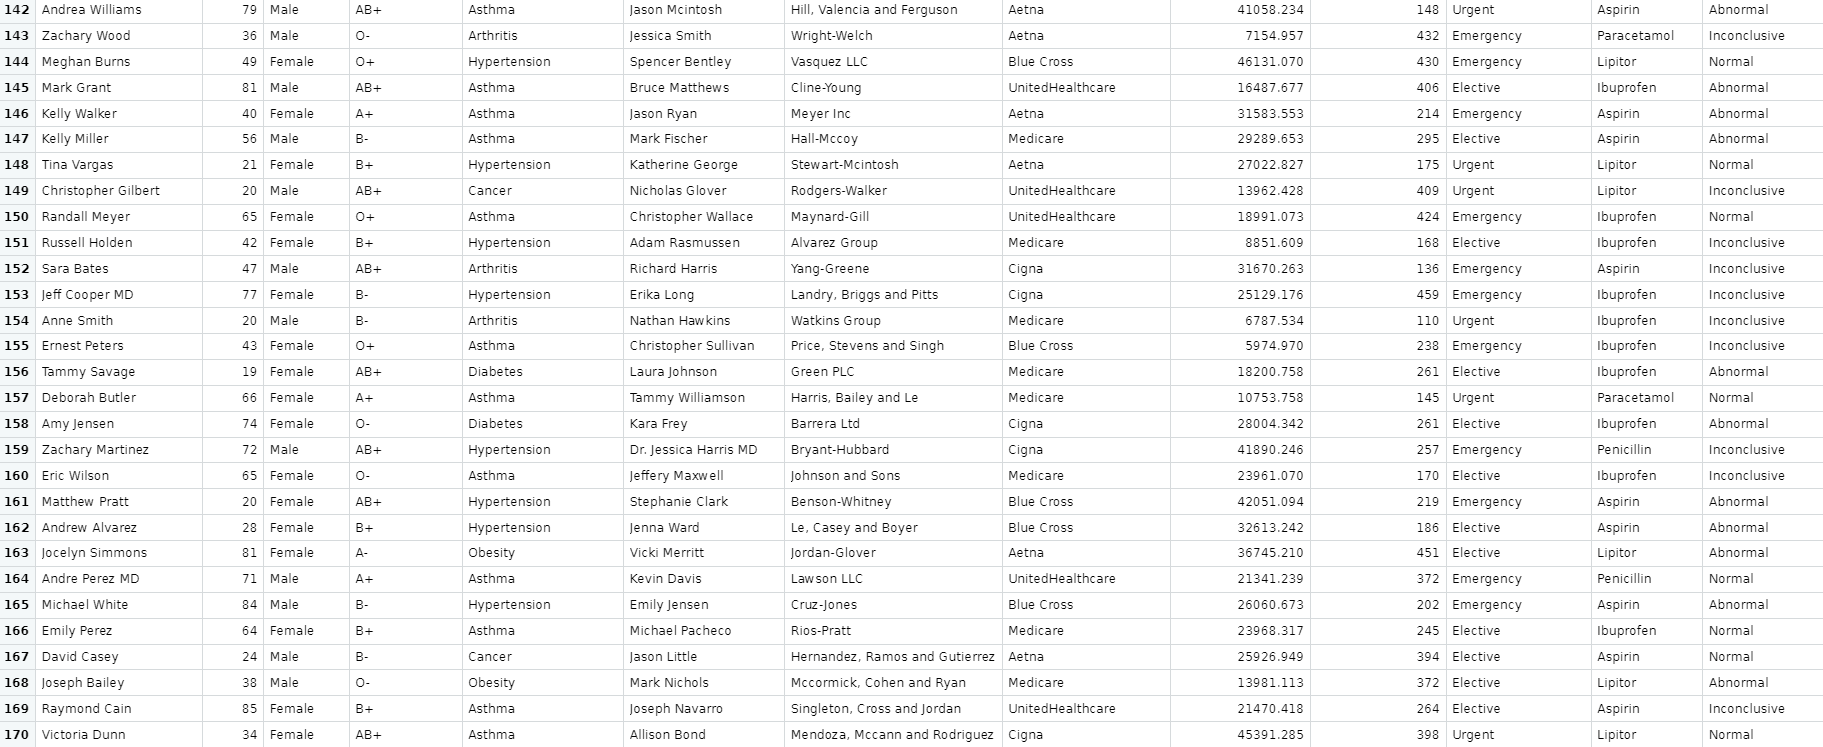 142 Andrea Williams 79 Male AB+ Asthma Jason Mcintosh Hill, Valencia and Ferguson Aetna 41058.234 148 Urgent Aspirin Abnormal
143 Zachary Wood 36 Male O- Arthritis Jessica Smith Wright-Welch Aetna 7154.957 432 Emergency Paracetamol Inconclusive
144 Meghan Burns 49 Female O+ Hypertension Spencer Bentley Vasquez LLC Blue Cross 46131.070 430 Emergency Lipitor Normal
145 Mark Grant 81 Male AB+ Asthma Bruce Matthews Cline-Young UnitedHealthcare 16487.677 406 Elective Ibuprofen Abnormal
146 Kelly Walker 40 Female A+ Asthma Jason Ryan Meyer Inc Aetna 31583.553 214 Emergency Aspirin Abnormal
147 Kelly Miller 56 Male B- Asthma Mark Fischer Hall-Mccoy Medicare 29289.653 295 Elective Aspirin Abnormal
148 Tina Vargas 21 Female B+ Hypertension Katherine George Stewart-Mcintosh Aetna 27022.827 175 Urgent Lipitor Normal
149 Christopher Gilbert 20 Male AB+ Cancer Nicholas Glover Rodgers-Walker UnitedHealthcare 13962.428 409 Urgent Lipitor Inconclusive
150 Randall Meyer 65 Female O+ Asthma Christopher Wallace Maynard-Gill UnitedHealthcare 18991.073 424 Emergency Ibuprofen Normal
151 Russell Holden 42 Female B+ Hypertension Adam Rasmussen Alvarez Group Medicare 8851.609 168 Elective Ibuprofen Inconclusive
152 Sara Bates 47 Male AB+ Arthritis Richard Harris Yang-Greene Cigna 31670.263 136 Emergency Aspirin Inconclusive
153 Jeff Cooper MD 77 Female B- Hypertension Erika Long Landry, Briggs and Pitts Cigna 25129.176 459 Emergency Ibuprofen Inconclusive
154 Anne Smith 20 Male B- Arthritis Nathan Hawkins Watkins Group Medicare 6787.534 110 Urgent Ibuprofen Inconclusive
155 Ernest Peters 43 Female O+ Asthma Christopher Sullivan Price, Stevens and Singh Blue Cross 5974.970 238 Emergency Ibuprofen Inconclusive
156 Tammy Savage 19 Female AB+ Diabetes Laura Johnson Green PLC Medicare 18200.758 261 Elective Ibuprofen Abnormal
157 Deborah Butler 66 Female A+ Asthma Tammy Williamson Harris, Bailey and Le Medicare 10753.758 145 Urgent Paracetamol Normal
158 Amy Jensen 74 Female O- Diabetes Kara Frey Barrera Ltd Cigna 28004.342 261 Elective Ibuprofen Abnormal
159 Zachary Martinez 72 Male AB+ Hypertension Dr. Jessica Harris MD Bryant-Hubbard Cigna 41890.246 257 Emergency Penicillin Inconclusive
160 Eric Wilson 65 Female O- Asthma Jeffery Maxwell Johnson and Sons Medicare 23961.070 170 Elective Ibuprofen Inconclusive
161 Matthew Pratt 20 Female AB+ Hypertension Stephanie Clark Benson-Whitney Blue Cross 42051.094 219 Emergency Aspirin Abnormal
162 Andrew Alvarez 28 Female B+ Hypertension Jenna Ward Le, Casey and Boyer Blue Cross 32613.242 186 Elective Aspirin Abnormal
163 Jocelyn Simmons 81 Female A- Obesity Vicki Merritt Jordan-Glover Aetna 36745.210 451 Elective Lipitor Abnormal
164 Andre Perez MD 71 Male A+ Asthma Kevin Davis Lawson LLC UnitedHealthcare 21341.239 372 Emergency Penicillin Normal
165 Michael White 84 Male B- Hypertension Emily Jensen Cruz-Jones Blue Cross 26060.673 202 Emergency Aspirin Abnormal
166 Emily Perez 64 Female B+ Asthma Michael Pacheco Rios-Pratt Medicare 23968.317 245 Elective Ibuprofen Normal
167 David Casey 24 Male B- Cancer Jason Little Hernandez, Ramos and Gutierrez Aetna 25926.949 394 Elective Aspirin Normal
168 Joseph Bailey 38 Male O- Obesity Mark Nichols Mccormick, Cohen and Ryan Medicare 13981.113 372 Elective Lipitor Abnormal
169 Raymond Cain 85 Female B+ Asthma Joseph Navarro Singleton, Cross and Jordan UnitedHealthcare 21470.418 264 Elective Aspirin Inconclusive
170 Victoria Dunn 34 Female AB+ Asthma Allison Bond Mendoza, Mccann and Rodriguez Cigna 45391.285 398 Urgent Lipitor Normal